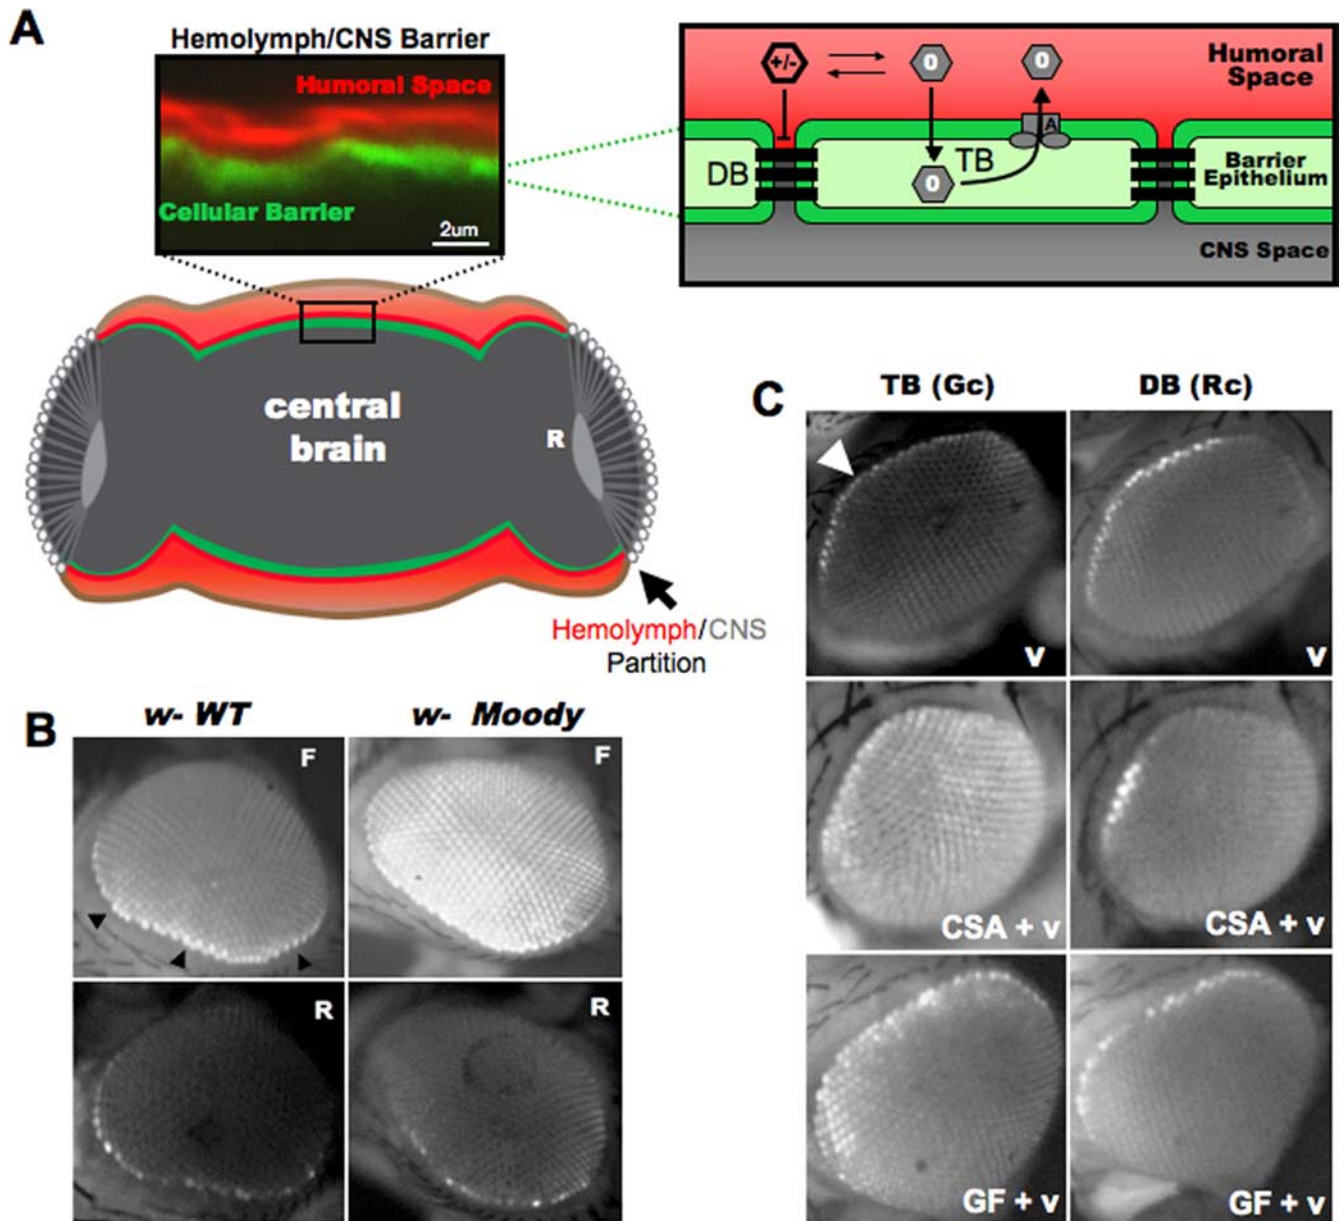 A
Hemolymph/CNS Barrier
Humoral Space
Cellular Barrier
2um
+/-
0
0
Humoral
Space
A
DB
TB
0
Barrier
Epithelium
CNS Space
central
brain
R
Hemolymph/CNS
Partition
B
w- WT
w- Moody
F
F
R
R
C
TB (Gc)
DB (Rc)
v
v
CSA + v
CSA + v
GF + v
GF + v